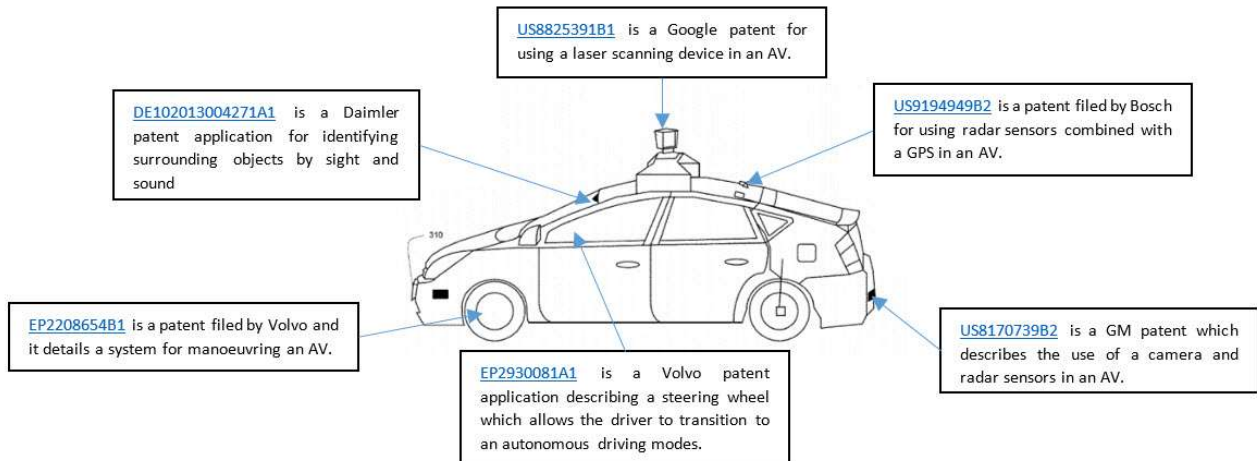 US8825391B1 is a Google patent for
using a laser scanning device in an AV.
DE102013004271A1 is a Daimler
patent application for identifying
surrounding objects by sight and
sound
US9194949B2 is a patent filed by Bosch
for using radar sensors combined with
a GPS in an AV.
310
EP2208654B1 is a patent filed by Volvo and
it details a system for manoeuvring an AV.
EP2930081A1 is a Volvo patent
application describing a steering wheel
which allows the driver to transition to
an autonomous driving modes.
US8170739B2 is a GM patent which
describes the use of a camera and
radar sensors in an AV.